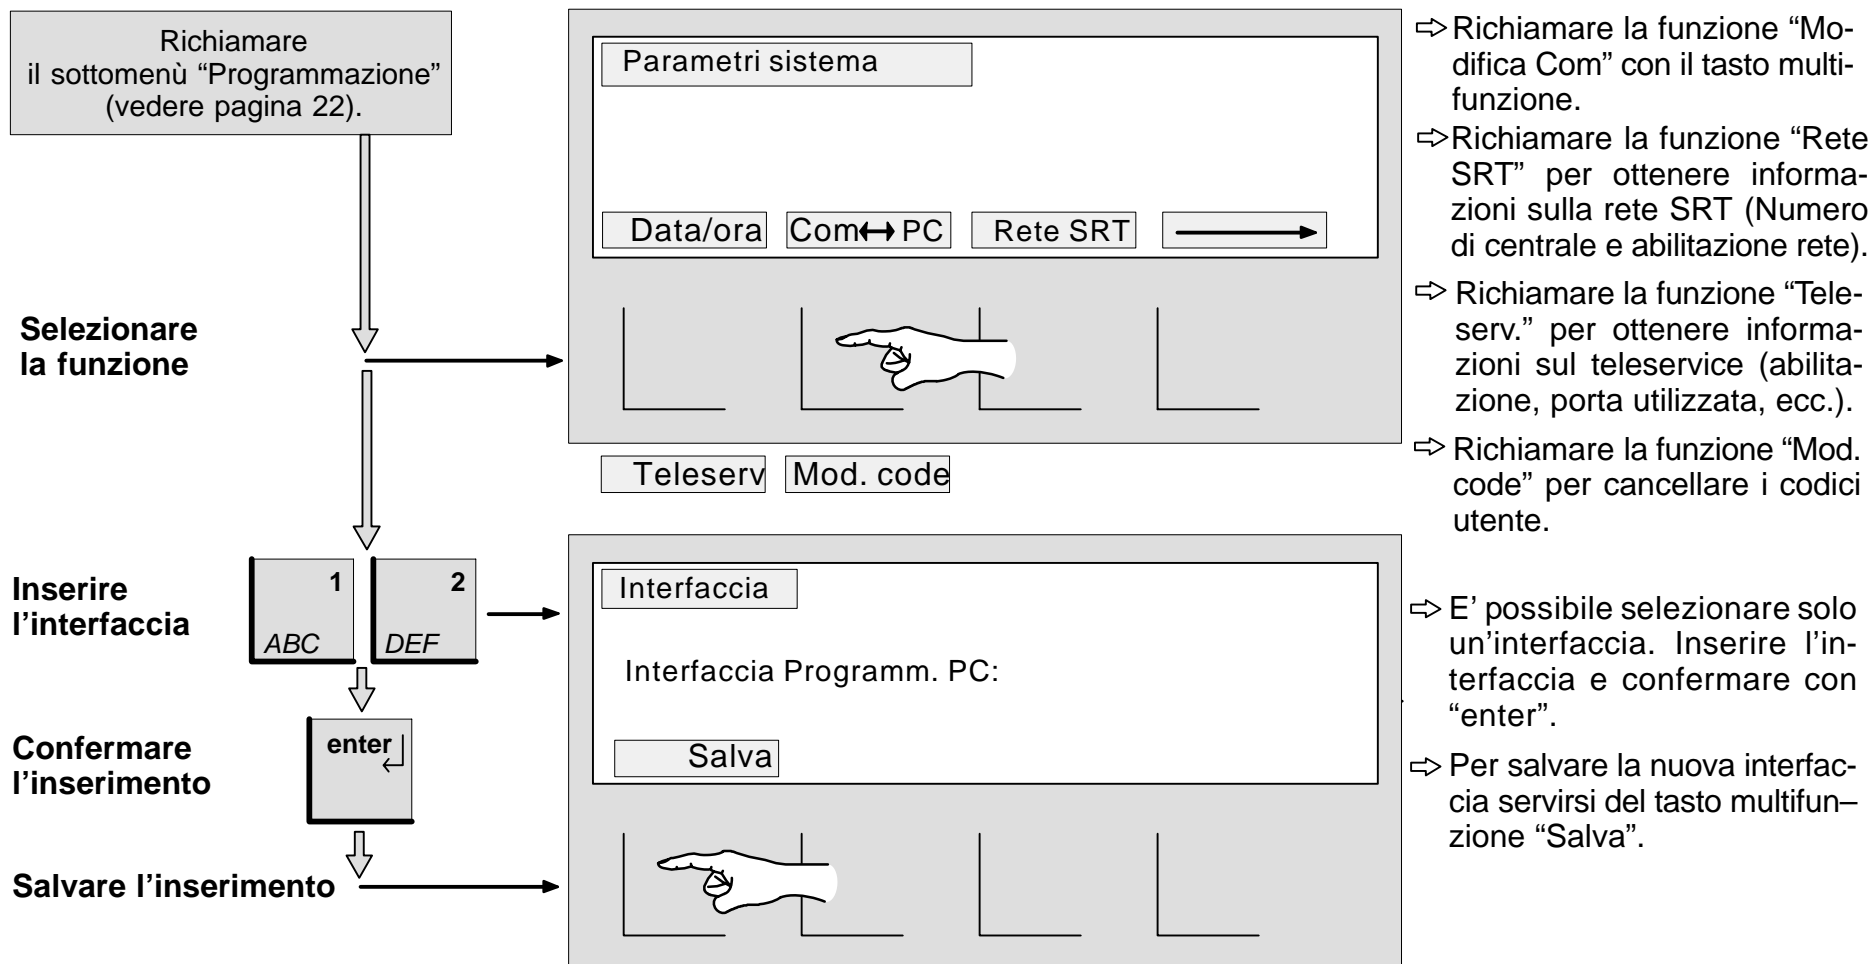 Richiamare
il sottomenù “Programmazione”
(vedere pagina 22).
Selezionare
la funzione
Parametri sistema
Data/ora Com↔PC Rete SRT →
Teleserv Mod. code
⇨ Richiamare la funzione “Mo-
difica Com” con il tasto multi-
funzione.
⇨ Richiamare la funzione “Rete
SRT” per ottenere informa-
zioni sulla rete SRT (Numero
di centrale e abilitazione rete).
⇨ Richiamare la funzione “Tele-
serv.” per ottenere informa-
zioni sul teleservice (abilita-
zione, porta utilizzata, ecc.).
⇨ Richiamare la funzione “Mod.
code” per cancellare i codici
utente.
Inserire
l’interfaccia
1 2
ABC DEF
Interfaccia
Interfaccia Programm. PC:
Salva
⇨ E’ possibile selezionare solo
un’interfaccia. Inserire l’in-
terfaccia e confermare con
“enter”.
Confermare
l’inserimento
enter
⇨ Per salvare la nuova interfac-
cia servirsi del tasto multifun–
zione “Salva”.
Salvare l’inserimento